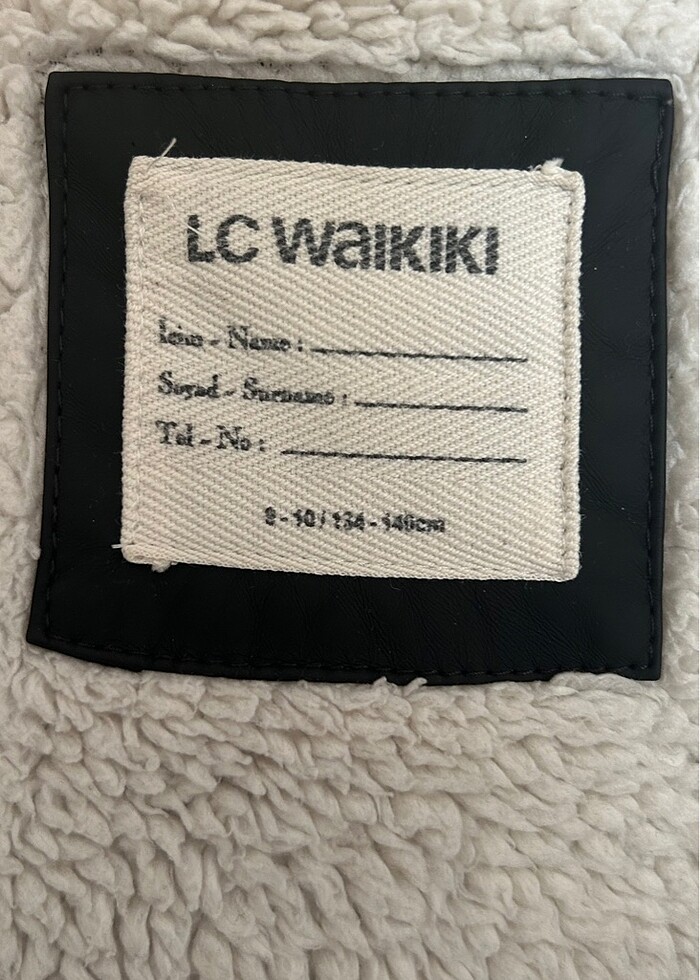 LC WAIKIKI
İsim - Name :
Soyad - Surname :
Tel - No :
9 - 10 / 134 - 140cm